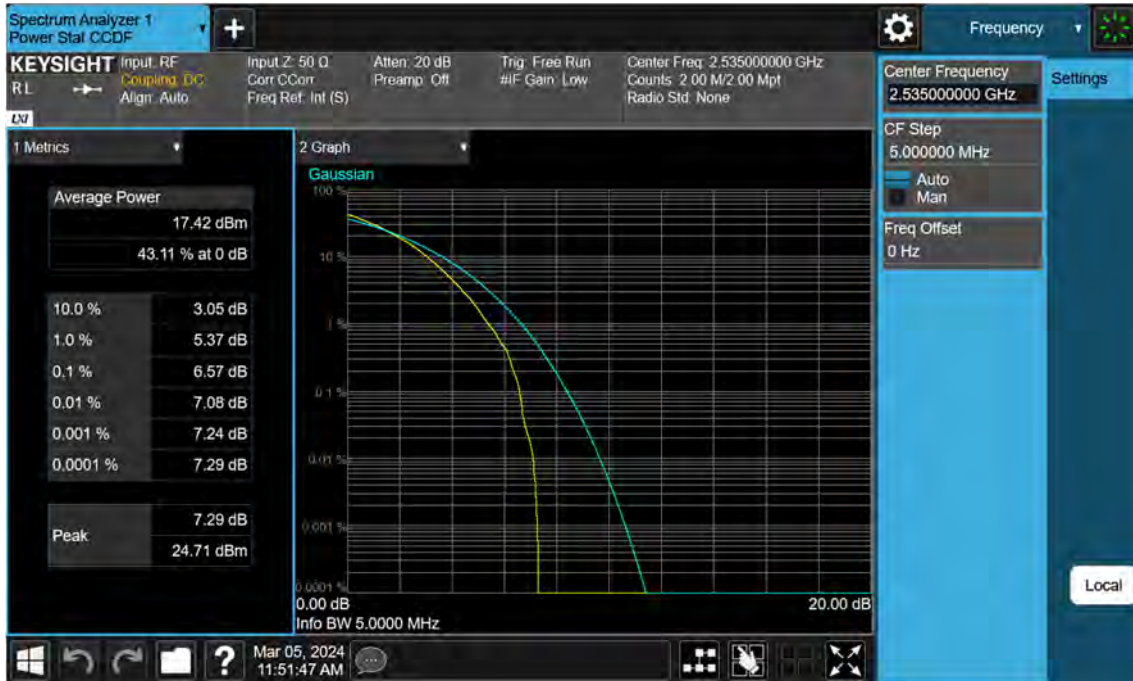 Spectrum Analyzer 1
Power Stat CCDF
+
Frequency
KEYSIGHT
RL
LXI
Input: RF
Coupling: DC
Align: Auto
Input Z: 50 Ω
Corr CCorr
Freq Ref: Int (S)
Atten: 20 dB
Preamp: Off
Trig: Free Run
#IF Gain: Low
Center Freq: 2.535000000 GHz
Counts: 2.00 M/2.00 Mpt
Radio Std: None
Center Frequency
2.535000000 GHz
Settings
CF Step
5.000000 MHz
Auto
Man
Freq Offset
0 Hz
1 Metrics
Average Power
17.42 dBm
43.11 % at 0 dB
10.0 % 3.05 dB
1.0 % 5.37 dB
0.1 % 6.57 dB
0.01 % 7.08 dB
0.001 % 7.24 dB
0.0001 % 7.29 dB
Peak
7.29 dB
24.71 dBm
2 Graph
Gaussian
100 %
10 %
1 %
0.1 %
0.01 %
0.001 %
0.0001 %
0.00 dB 20.00 dB
Info BW 5.0000 MHz
Local
?
Mar 05, 2024
11:51:47 AM